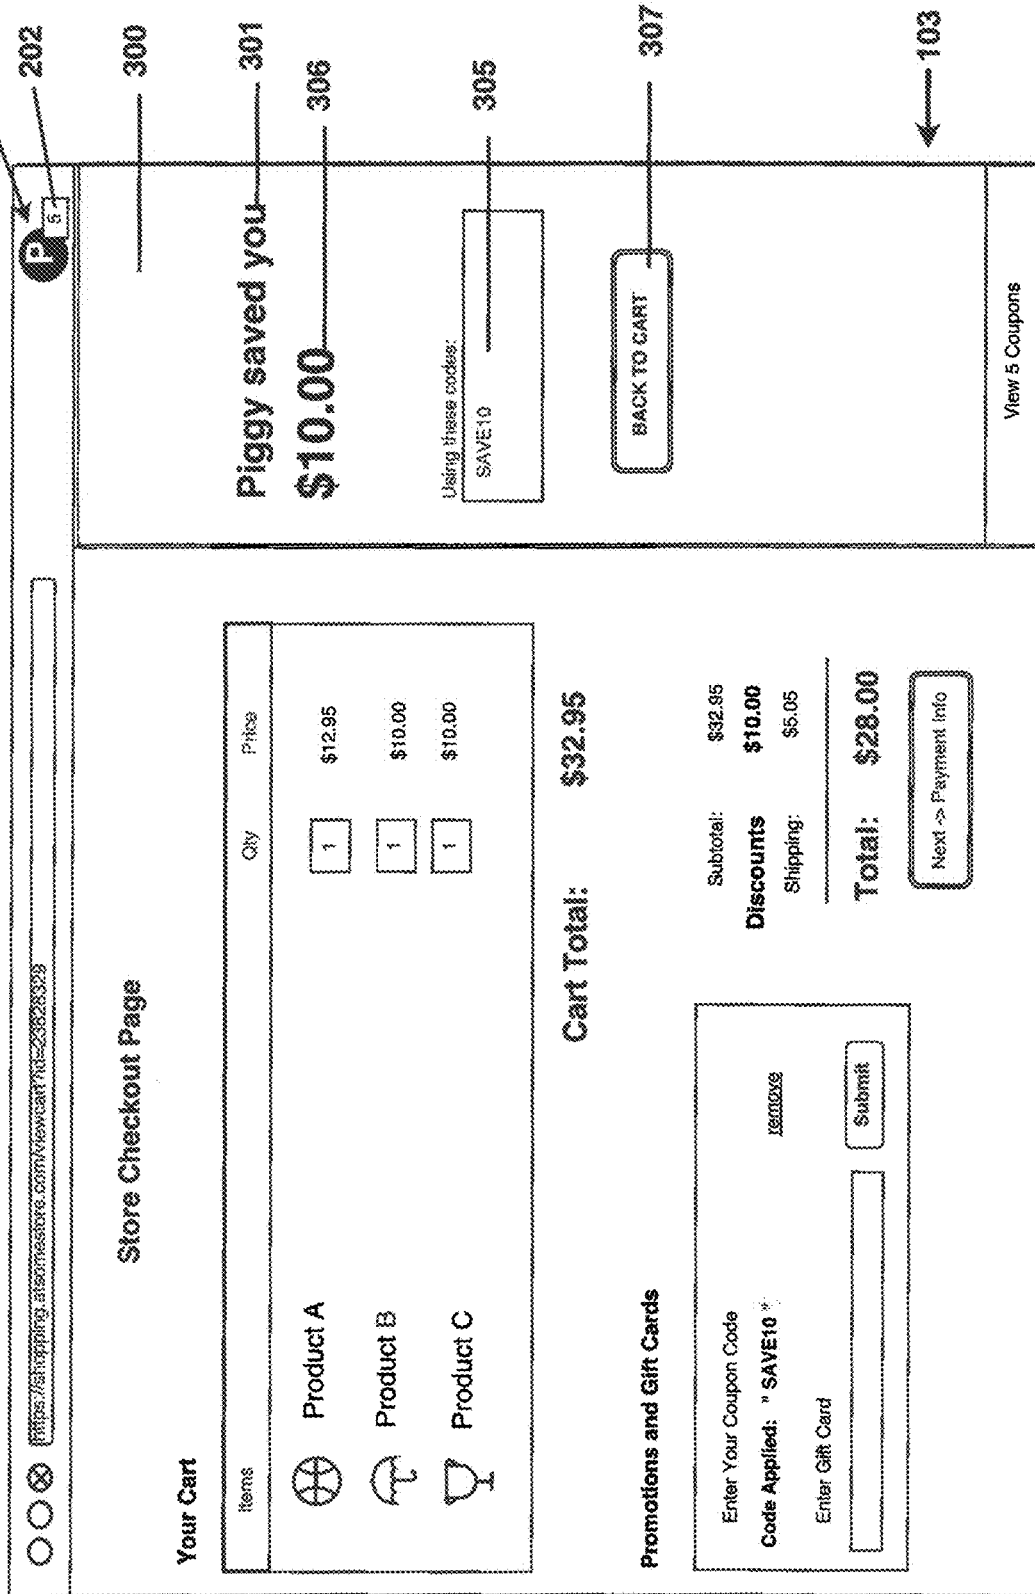 https://shopping.atsomestore.com/viewcart?id=23628329
P
5
202
300
301
306
305
307
103
Store Checkout Page
Your Cart
Items Qty Price
Product A 1 $12.95
Product B 1 $10.00
Product C 1 $10.00
Cart Total: $32.95
Promotions and Gift Cards
Enter Your Coupon Code
Code Applied: " SAVE10 " remove
Enter Gift Card
Submit
Subtotal: $32.95
Discounts $10.00
Shipping: $5.05
Total: $28.00
Next -> Payment Info
Piggy saved you
$10.00
Using these codes:
SAVE10
BACK TO CART
View 5 Coupons